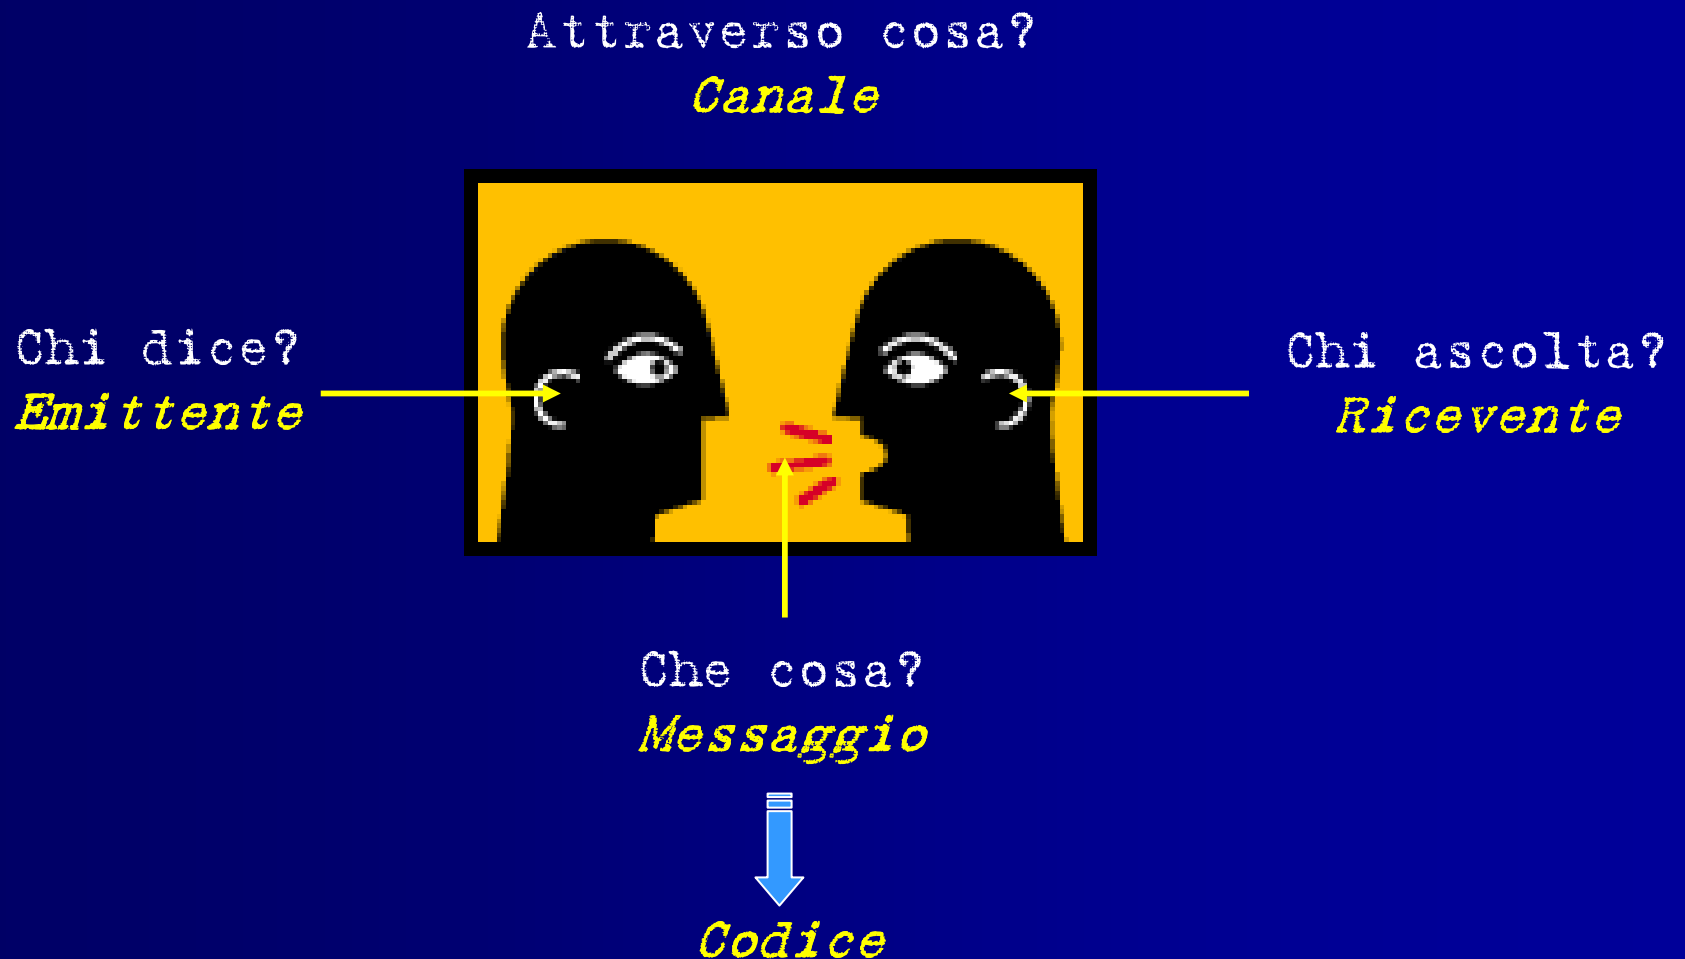 Attraverso cosa?
Canale
Chi dice?
Emittente
Chi ascolta?
Ricevente
Che cosa?
Messaggio
Codice